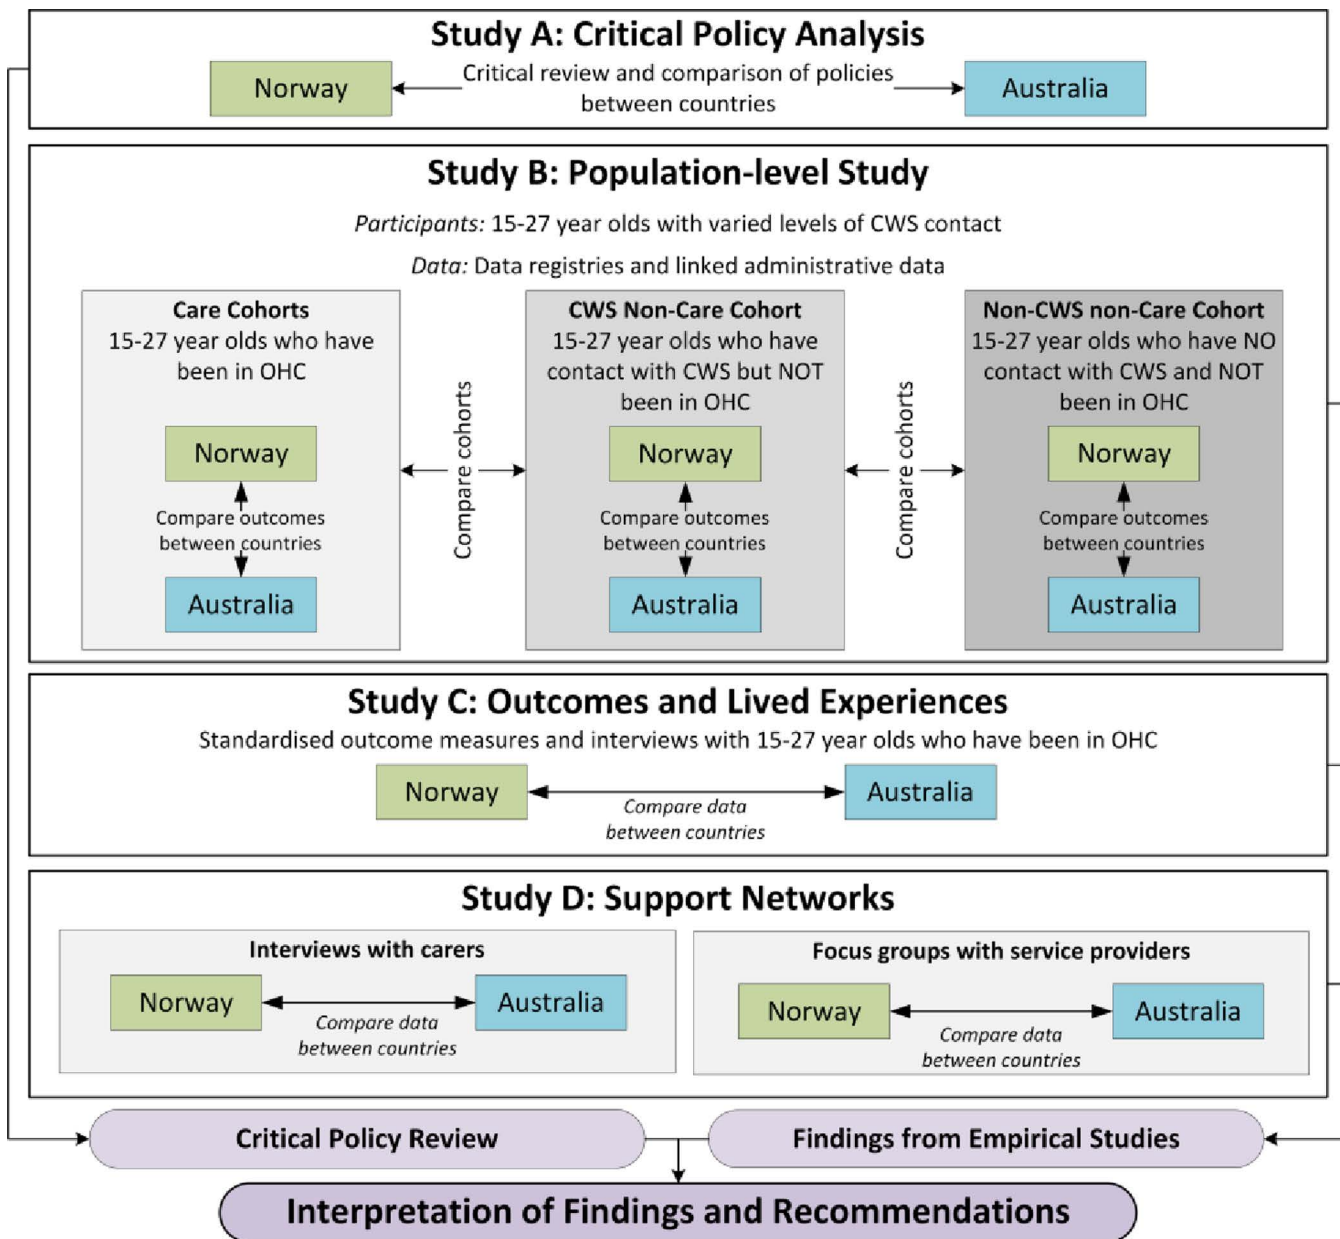 Study A: Critical Policy Analysis
Norway
Critical review and comparison of policies
between countries
Australia
Study B: Population-level Study
Participants: 15-27 year olds with varied levels of CWS contact
Data: Data registries and linked administrative data
Care Cohorts
15-27 year olds who have
been in OHC
Norway
Compare outcomes
between countries
Australia
Compare cohorts
CWS Non-Care Cohort
15-27 year olds who have
contact with CWS but NOT
been in OHC
Norway
Compare outcomes
between countries
Australia
Compare cohorts
Non-CWS non-Care Cohort
15-27 year olds who have NO
contact with CWS and NOT
been in OHC
Norway
Compare outcomes
between countries
Australia
Study C: Outcomes and Lived Experiences
Standardised outcome measures and interviews with 15-27 year olds who have been in OHC
Norway
Compare data
between countries
Australia
Study D: Support Networks
Interviews with carers
Norway
Compare data
between countries
Australia
Focus groups with service providers
Norway
Compare data
between countries
Australia
Critical Policy Review
Findings from Empirical Studies
Interpretation of Findings and Recommendations